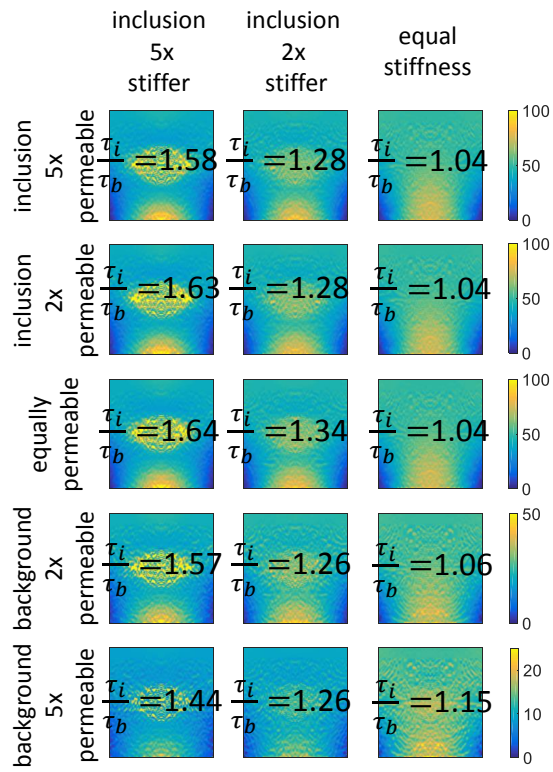 inclusion
5x
stiffer
inclusion
2x
stiffer
equal
stiffness
inclusion
5x
permeable
τi/τb =1.58
τi/τb =1.28
τi/τb =1.04
100
50
0
inclusion
2x
permeable
τi/τb =1.63
τi/τb =1.28
τi/τb =1.04
100
50
0
equally
permeable
τi/τb =1.64
τi/τb =1.34
τi/τb =1.04
100
50
0
background
2x
permeable
τi/τb =1.57
τi/τb =1.26
τi/τb =1.06
50
0
background
5x
permeable
τi/τb =1.44
τi/τb =1.26
τi/τb =1.15
20
10
0